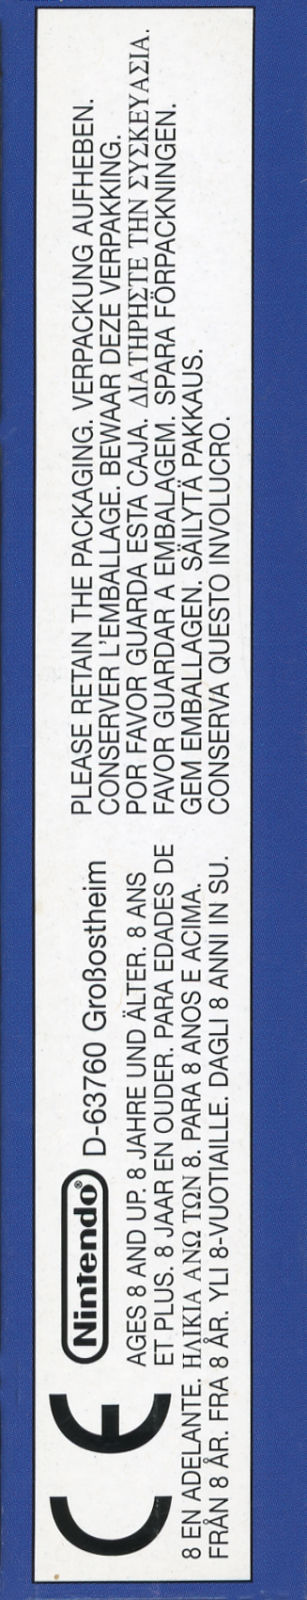 CE Nintendo® D-63760 Großostheim
AGES 8 AND UP. 8 JAHRE UND ÄLTER. 8 ANS
ET PLUS. 8 JAAR EN OUDER. PARA EDADES DE
8 EN ADELANTE. ΗΛΙΚΙΑ ΑΝΩ ΤΩΝ 8. PARA 8 ANOS E ACIMA.
FRÅN 8 ÅR. FRA 8 ÅR. YLI 8-VUOTIAILLE. DAGLI 8 ANNI IN SU.
PLEASE RETAIN THE PACKAGING. VERPACKUNG AUFHEBEN.
CONSERVER L'EMBALLAGE. BEWAAR DEZE VERPAKKING.
POR FAVOR GUARDA ESTA CAJA. ΔΙΑΤΗΡΗΣΤΕ ΤΗΝ ΣΥΣΚΕΥΑΣΙΑ.
FAVOR GUARDAR A EMBALAGEM. SPARA FÖRPACKNINGEN.
GEM EMBALLAGEN. SÄILYTÄ PAKKAUS.
CONSERVA QUESTO INVOLUCRO.